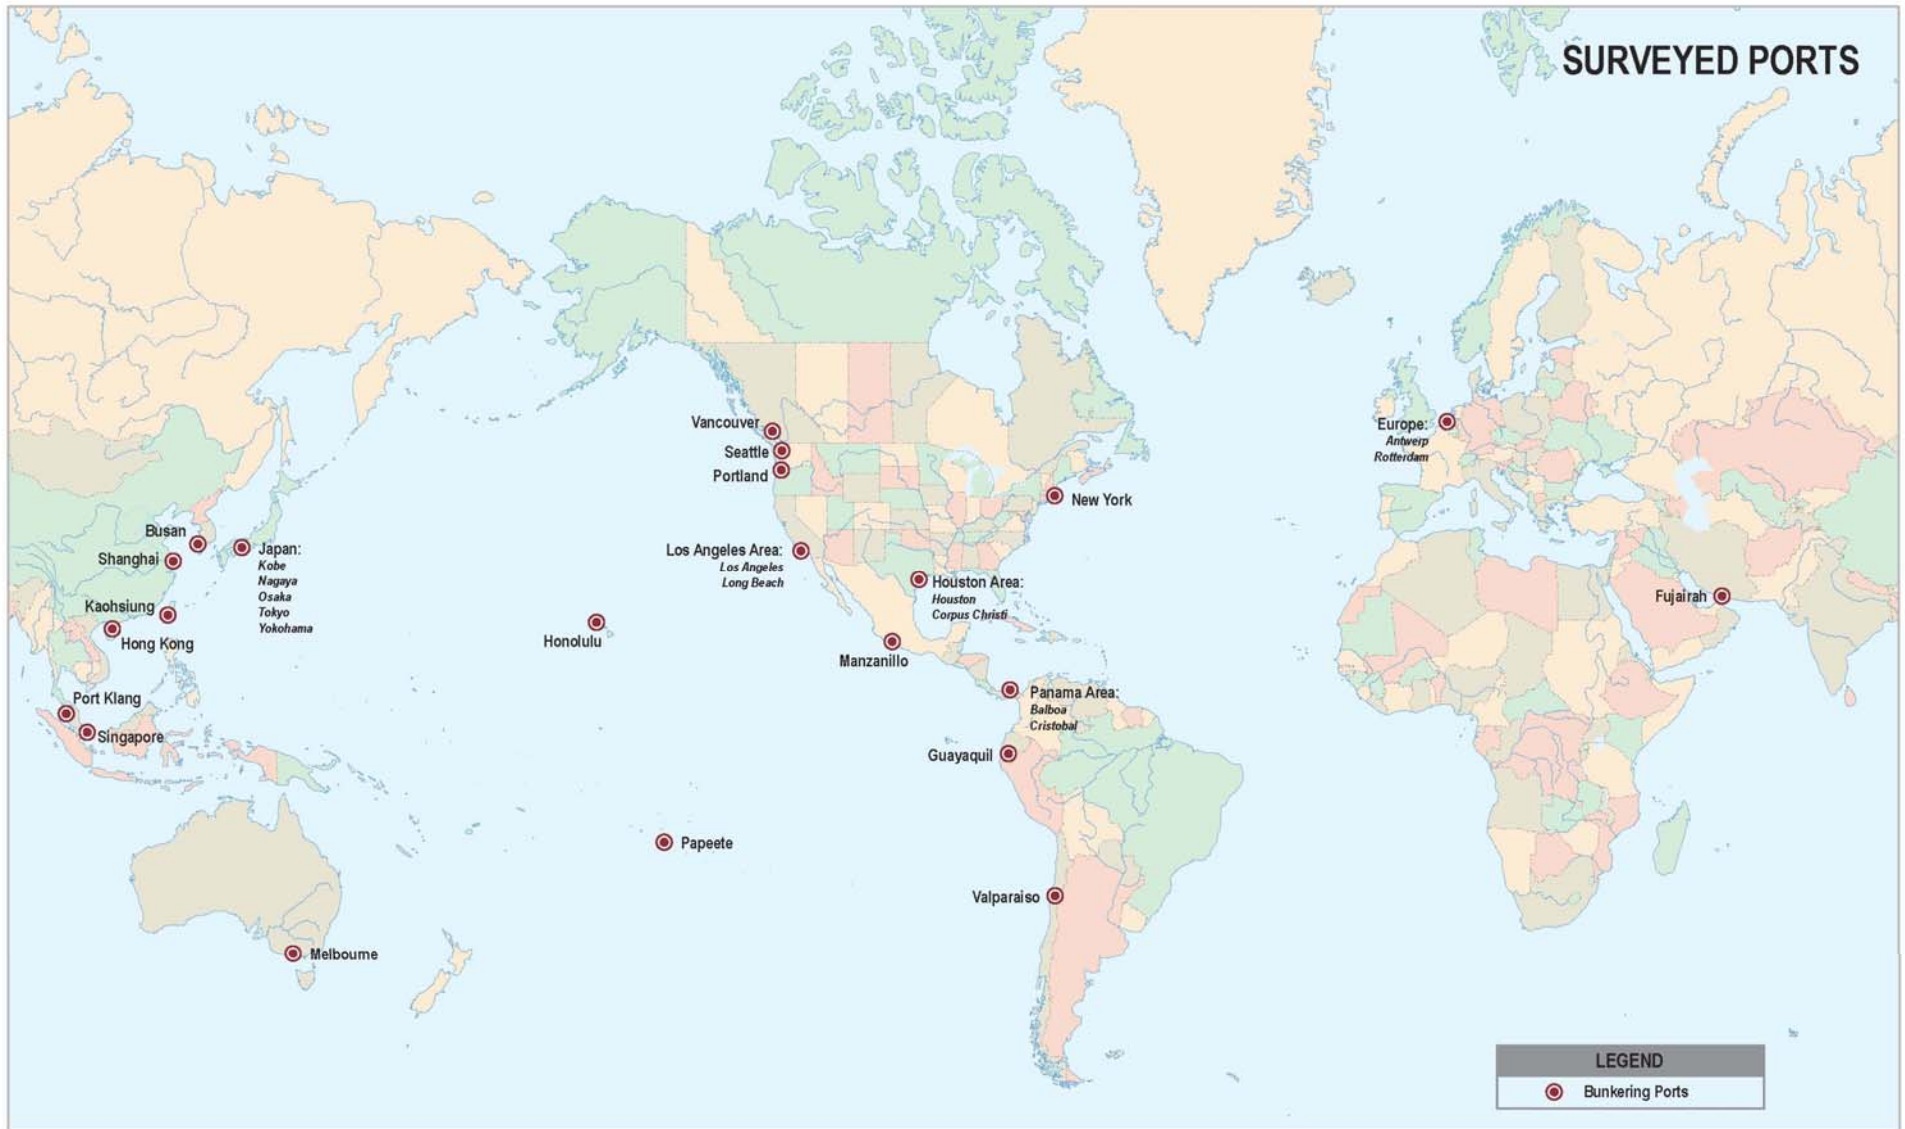 SURVEYED PORTS
Vancouver
Seattle
Portland
New York
Europe:
Antwerp
Rotterdam
Busan
Shanghai
Japan:
Kobe
Nagaya
Osaka
Tokyo
Yokohama
Los Angeles Area:
Los Angeles
Long Beach
Houston Area:
Houston
Corpus Christi
Fujairah
Kaohsiung
Hong Kong
Honolulu
Manzanillo
Port Klang
Singapore
Panama Area:
Balboa
Cristobal
Guayaquil
Papeete
Valparaiso
Melbourne
LEGEND
Bunkering Ports